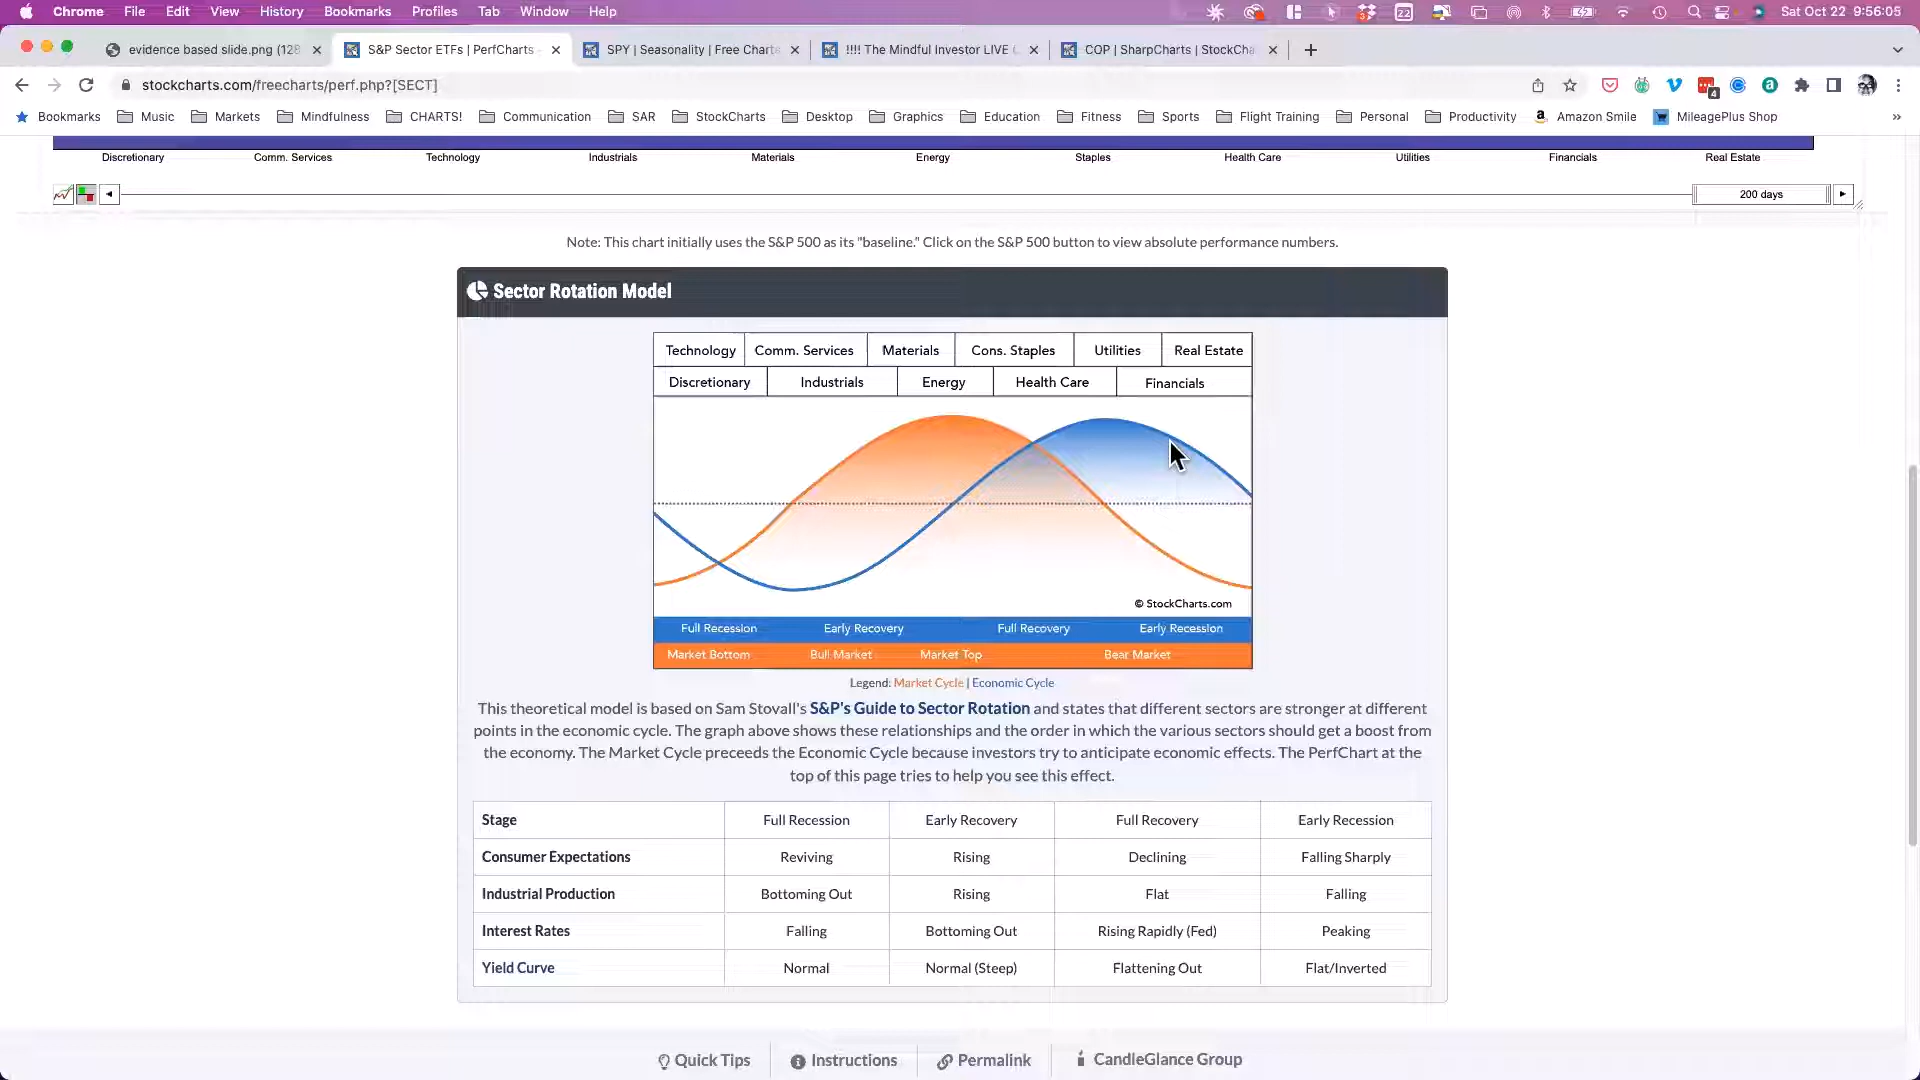 Chrome File Edit View History Bookmarks Profiles Tab Window Help 22 Sat Oct 22 9:56:05
evidence based slide.png (128 S&P Sector ETFs | PerfCharts - SPY | Seasonality | Free Charts !!!! The Mindful Investor LIVE ( COP | SharpCharts | StockCha
stockcharts.com/freecharts/perf.php?[SECT] 4
Bookmarks Music Markets Mindfulness CHARTS! Communication SAR StockCharts Desktop Graphics Education Fitness Sports Flight Training Personal Productivity Amazon Smile MileagePlus Shop »
Discretionary Comm. Services Technology Industrials Materials Energy Staples Health Care Utilities Financials Real Estate
200 days
Note: This chart initially uses the S&P 500 as its "baseline." Click on the S&P 500 button to view absolute performance numbers.
Sector Rotation Model
Technology Comm. Services Materials Cons. Staples Utilities Real Estate
Discretionary Industrials Energy Health Care Financials
© StockCharts.com
Full Recession Early Recovery Full Recovery Early Recession
Market Bottom Bull Market Market Top Bear Market
Legend: Market Cycle | Economic Cycle
This theoretical model is based on Sam Stovall's S&P's Guide to Sector Rotation and states that different sectors are stronger at different
points in the economic cycle. The graph above shows these relationships and the order in which the various sectors should get a boost from
the economy. The Market Cycle preceeds the Economic Cycle because investors try to anticipate economic effects. The PerfChart at the
top of this page tries to help you see this effect.
Stage Full Recession Early Recovery Full Recovery Early Recession
Consumer Expectations Reviving Rising Declining Falling Sharply
Industrial Production Bottoming Out Rising Flat Falling
Interest Rates Falling Bottoming Out Rising Rapidly (Fed) Peaking
Yield Curve Normal Normal (Steep) Flattening Out Flat/Inverted
Quick Tips Instructions Permalink CandleGlance Group